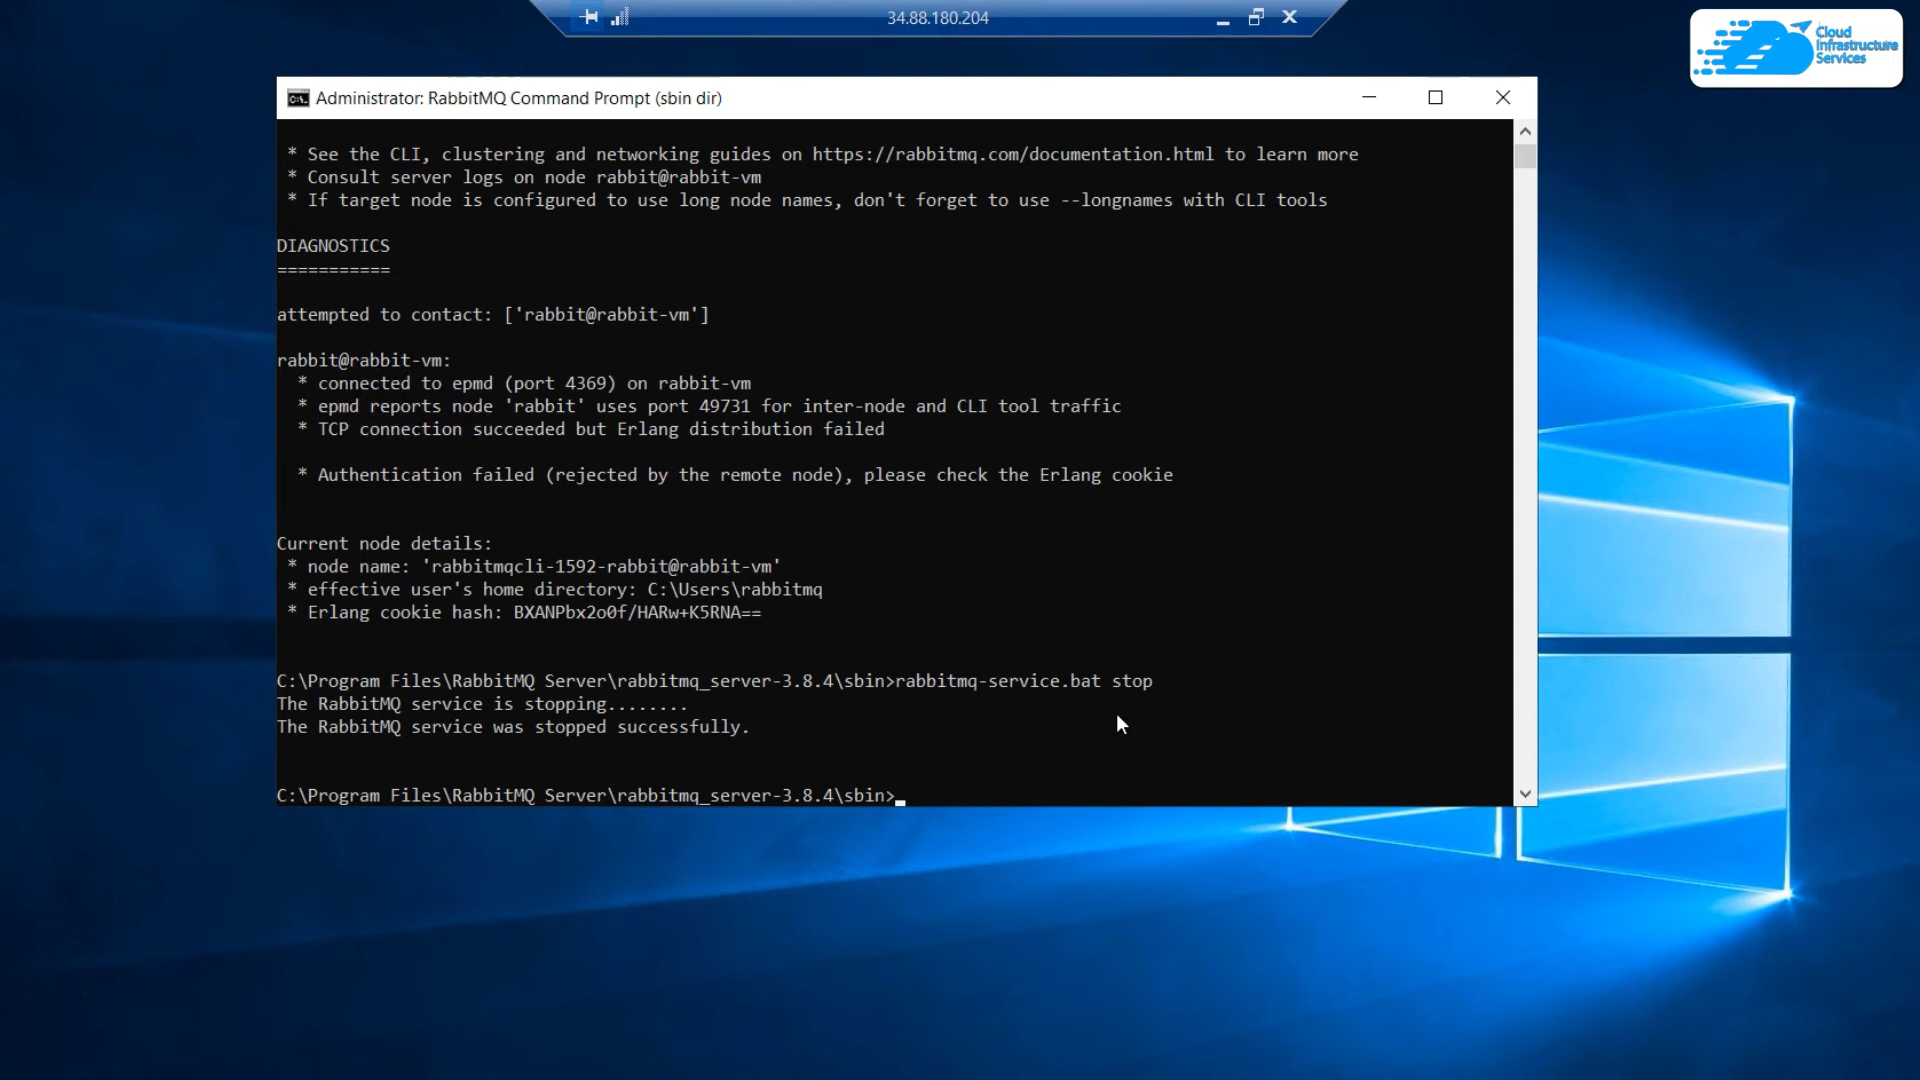 34.88.180.204
Cloud
Infrastructure
Services
Administrator: RabbitMQ Command Prompt (sbin dir)
* See the CLI, clustering and networking guides on https://rabbitmq.com/documentation.html to learn more
* Consult server logs on node rabbit@rabbit-vm
* If target node is configured to use long node names, don't forget to use --longnames with CLI tools
DIAGNOSTICS
===========
attempted to contact: ['rabbit@rabbit-vm']
rabbit@rabbit-vm:
* connected to epmd (port 4369) on rabbit-vm
* epmd reports node 'rabbit' uses port 49731 for inter-node and CLI tool traffic
* TCP connection succeeded but Erlang distribution failed
* Authentication failed (rejected by the remote node), please check the Erlang cookie
Current node details:
* node name: 'rabbitmqcli-1592-rabbit@rabbit-vm'
* effective user's home directory: C:\Users\rabbitmq
* Erlang cookie hash: BXANPbx2o0f/HARw+K5RNA==
C:\Program Files\RabbitMQ Server\rabbitmq_server-3.8.4\sbin>rabbitmq-service.bat stop
The RabbitMQ service is stopping........
The RabbitMQ service was stopped successfully.
C:\Program Files\RabbitMQ Server\rabbitmq_server-3.8.4\sbin>